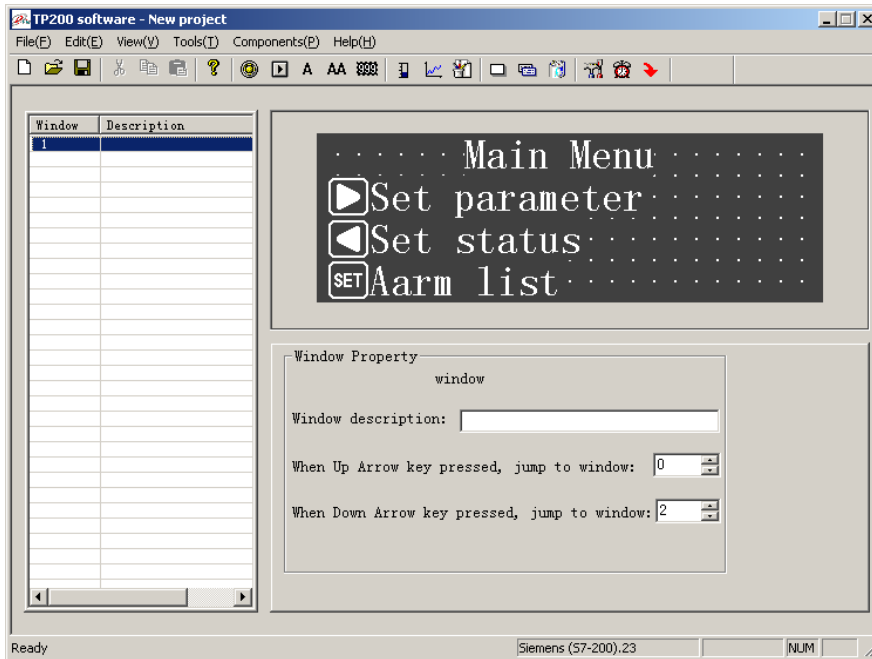 TP200 software - New project
File(F) Edit(E) View(V) Tools(T) Components(P) Help(H)
A AA
Window Description
1
Main Menu
Set parameter
Set status
SET Aarm list
Window Property
window
Window description:
When Up Arrow key pressed, jump to window: 0
When Down Arrow key pressed, jump to window: 2
Ready Siemens (S7-200).23 NUM